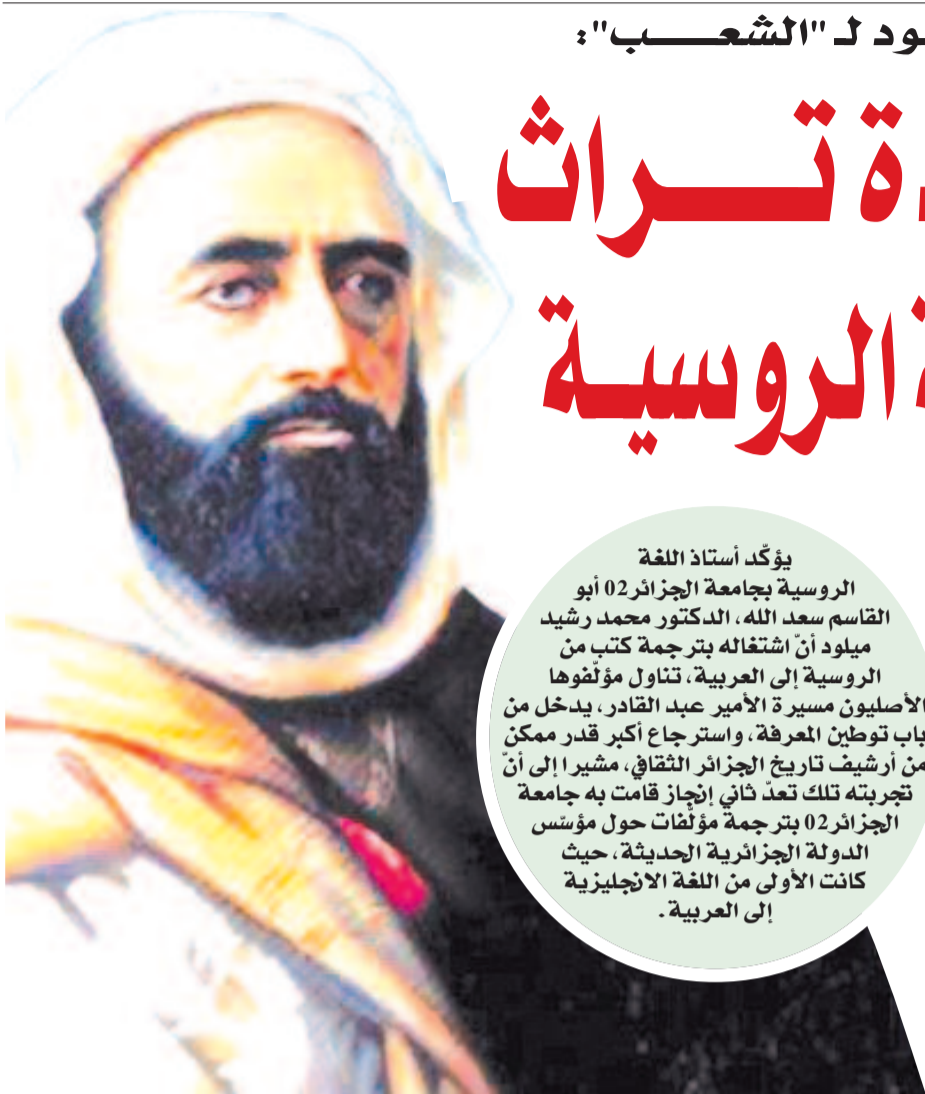 لـ "الشعــــب":
تــراث
الروسيـة
يؤكّد أستاذ اللغة
الروسية بجامعة الجزائر02 أبو
القاسم سعد الله، الدكتور محمد رشيد
ميلود أنّ اشتغاله بترجمة كتب من
الروسية إلى العربية، تناول مؤلّفوها
الأصليون مسيرة الأمير عبد القادر، يدخل من
باب توطين المعرفة، واسترجاع أكبر قدر ممكن
من أرشيف تاريخ الجزائر الثقافي، مشيرا إلى أنّ
تجربته تلك تعدّ ثاني إنجاز قامت به جامعة
الجزائر02 بترجمة مؤلّفات حول مؤسّس
الدولة الجزائرية الحديثة، حيث
كانت الأولى من اللغة الانجليزية
إلى العربية.